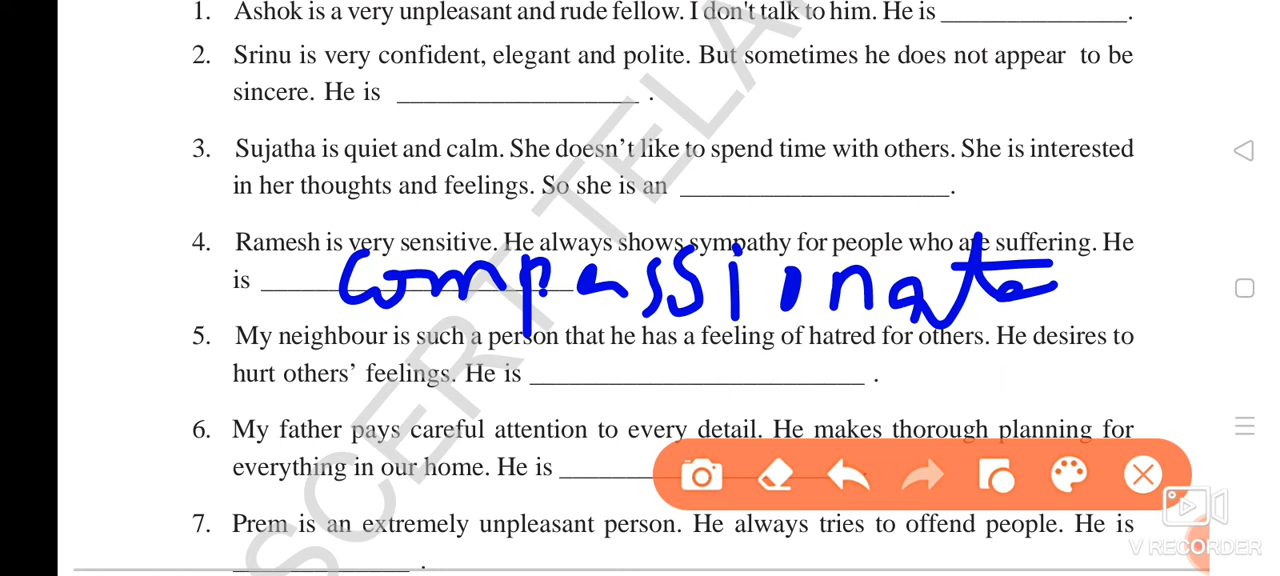 1. Ashok is a very unpleasant and rude fellow. I don't talk to him. He is ______________.
2. Srinu is very confident, elegant and polite. But sometimes he does not appear to be
sincere. He is __________________ .
3. Sujatha is quiet and calm. She doesn't like to spend time with others. She is interested
in her thoughts and feelings. So she is an ____________________.
4. Ramesh is very sensitive. He always shows sympathy for people who are suffering. He
is ______________________
compassionate
5. My neighbour is such a person that he has a feeling of hatred for others. He desires to
hurt others' feelings. He is _________________________ .
6. My father pays careful attention to every detail. He makes thorough planning for
everything in our home. He is _______
7. Prem is an extremely unpleasant person. He always tries to offend people. He is
_____________ .
SCERT TELA
V RECORDER